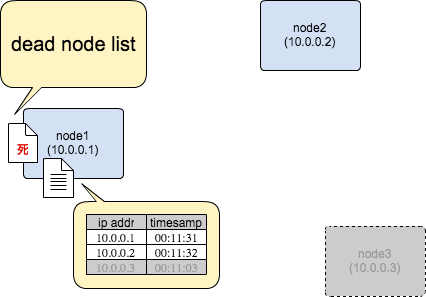 dead node list
node2
(10.0.0.2)
node1
(10.0.0.1)
死
ip addr timesamp
10.0.0.1 00:11:31
10.0.0.2 00:11:32
10.0.0.3 00:11:03
node3
(10.0.0.3)